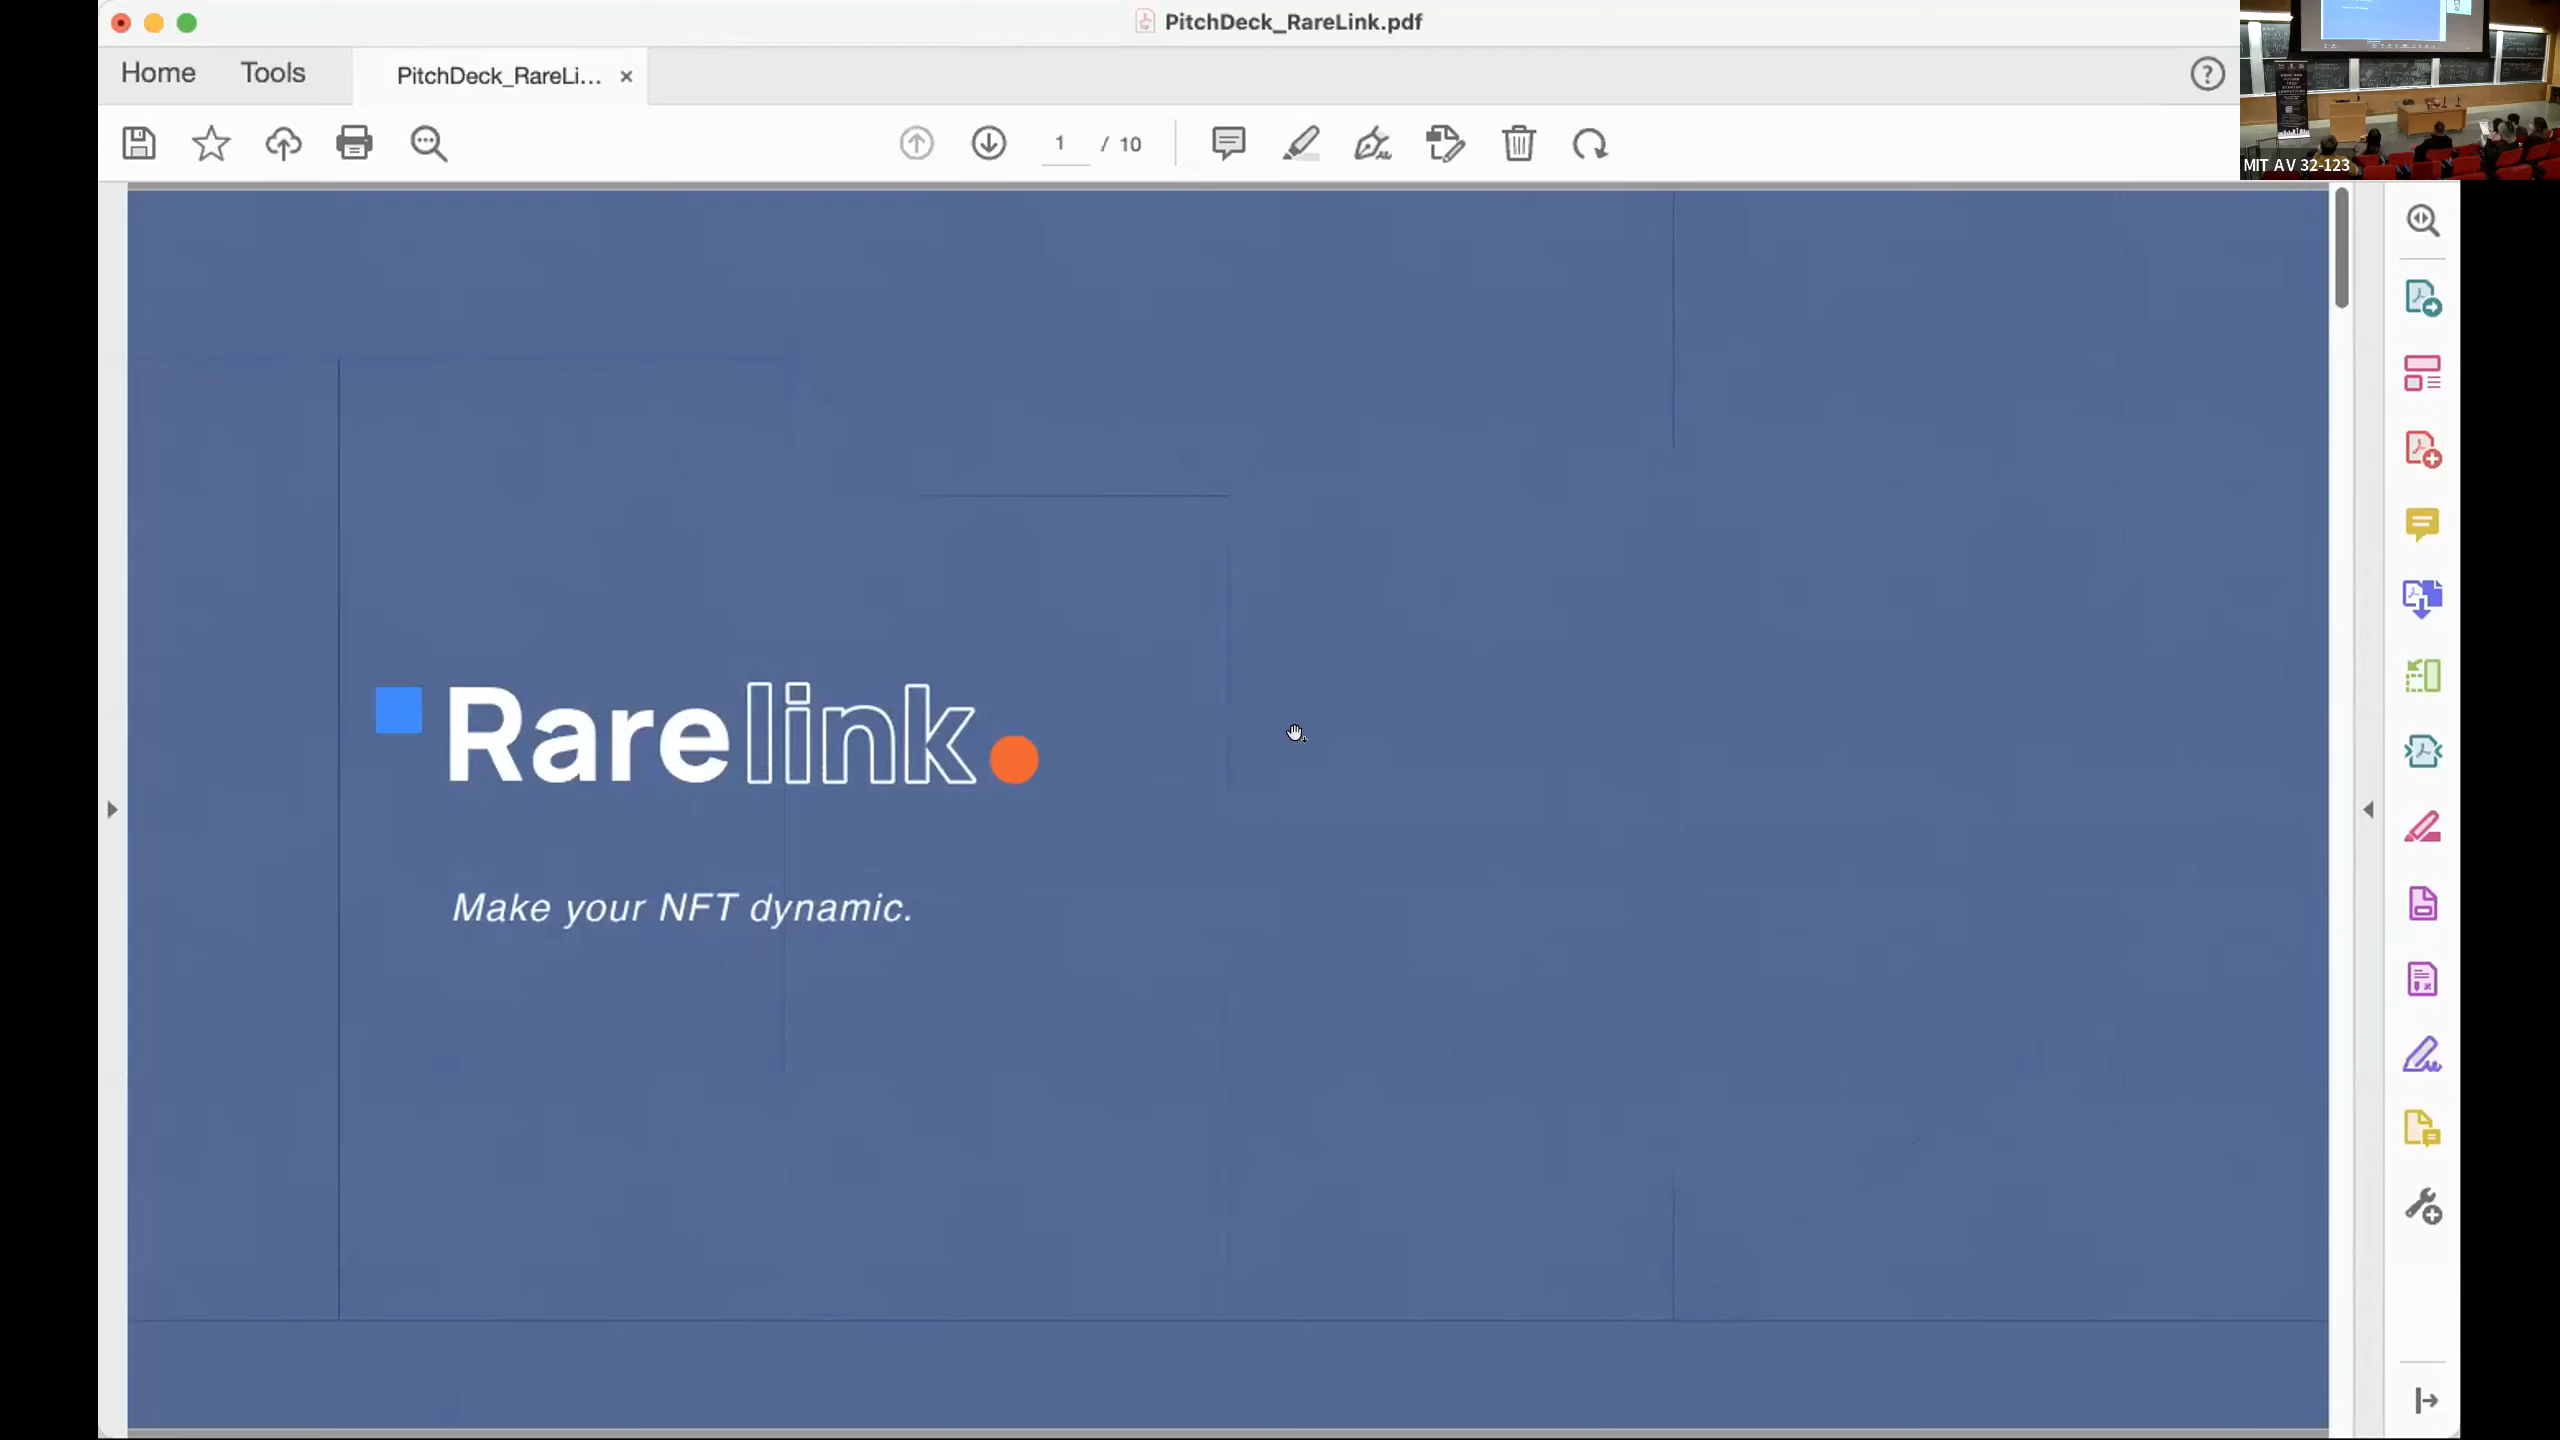 PitchDeck_RareLink.pdf
Home
Tools
PitchDeck_RareLi...
1 / 10
MIT AV 32-123
Rarelink
Make your NFT dynamic.